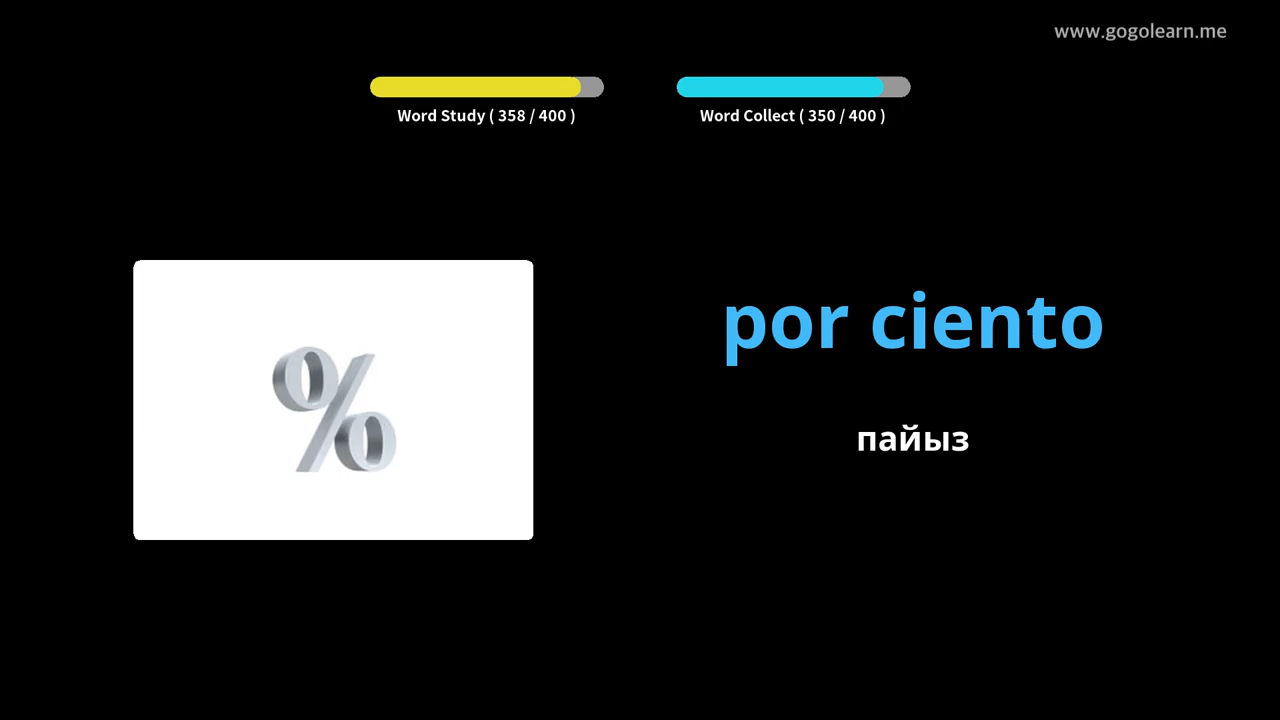 www.gogolearn.me
Word Study ( 358 / 400 )
Word Collect ( 350 / 400 )
%
por ciento
пайыз